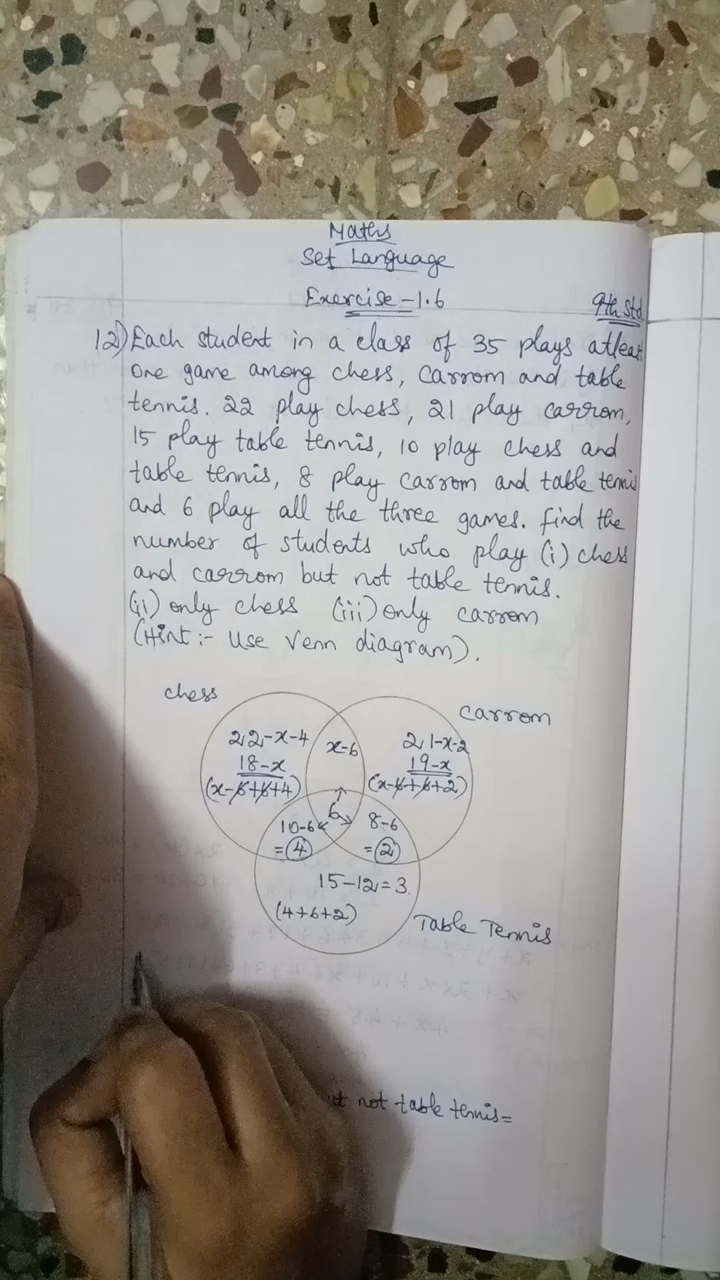 Maths
Set Language
Exercise-1.6
9th Std
12) Each student in a class of 35 plays atleast
one game among chess, carrom and table
tennis. 22 play chess, 21 play carrom,
15 play table tennis, 10 play chess and
table tennis, 8 play carrom and table tennis
and 6 play all the three games. find the
number of students who play (i) chess
and carrom but not table tennis.
(ii) only chess (iii) only carrom
(Hint:- Use Venn diagram).
chess
carrom
22-x-4
x-6
21-x-2
18-x
19-x
(x-6+6+4)
(x-6+6+2)
6
10-6
8-6
=4
=2
15-12=3
(4+6+2)
Table Tennis
not table tennis=